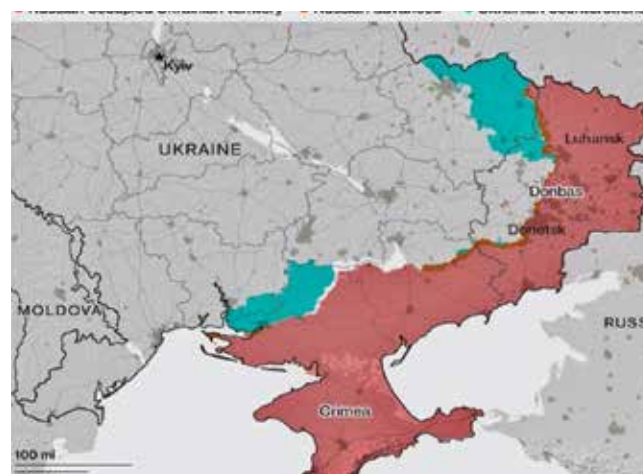 Kyiv
UKRAINE
Luhansk
Donbas
Donetsk
MOLDOVA
RUSS
Crimea
100 mi